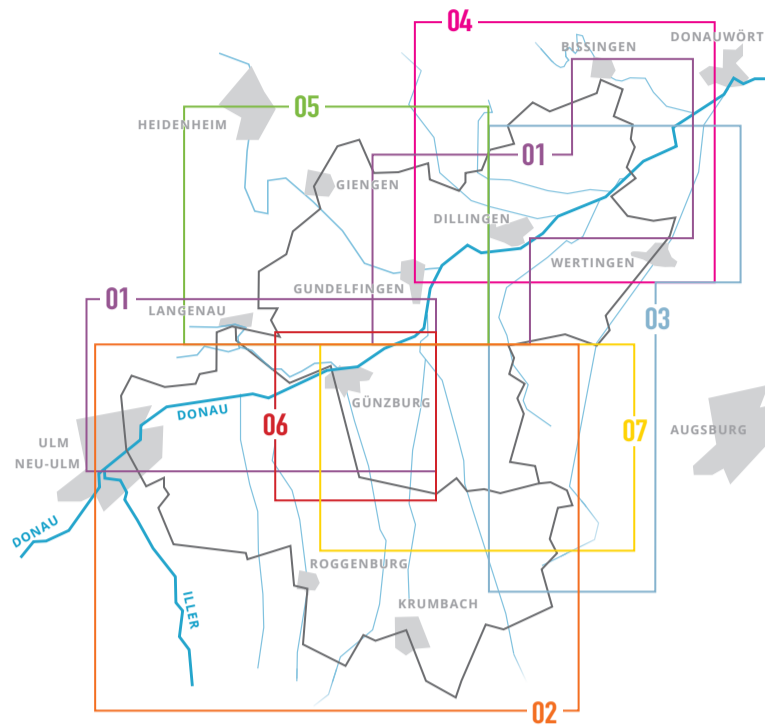 04
DONAUWÖRT
BISSINGEN
05
HEIDENHEIM
01
GIENGEN
DILLINGEN
WERTINGEN
GUNDELFINGEN
01
LANGENAU
03
GÜNZBURG
DONAU
06
07
AUGSBURG
ULM
NEU-ULM
DONAU
ROGGENBURG
ILLER
KRUMBACH
02